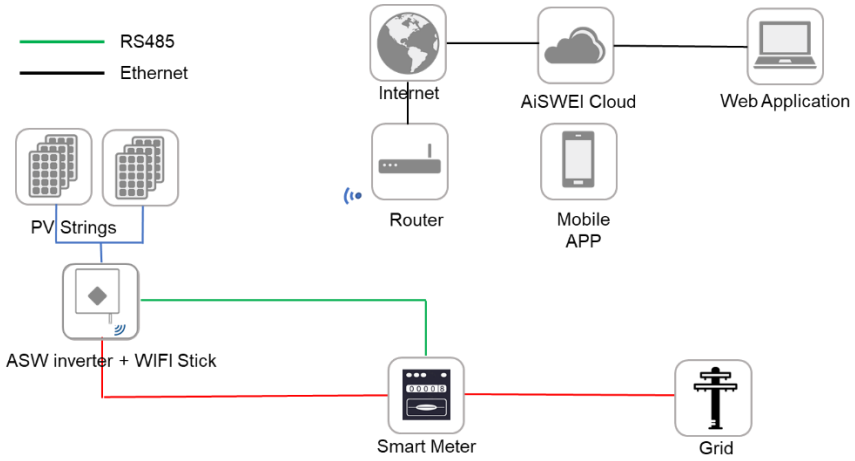 RS485
Ethernet
Internet
AiSWEI Cloud
Web Application
Router
Mobile
APP
PV Strings
ASW inverter + WIFI Stick
00008
Smart Meter
Grid